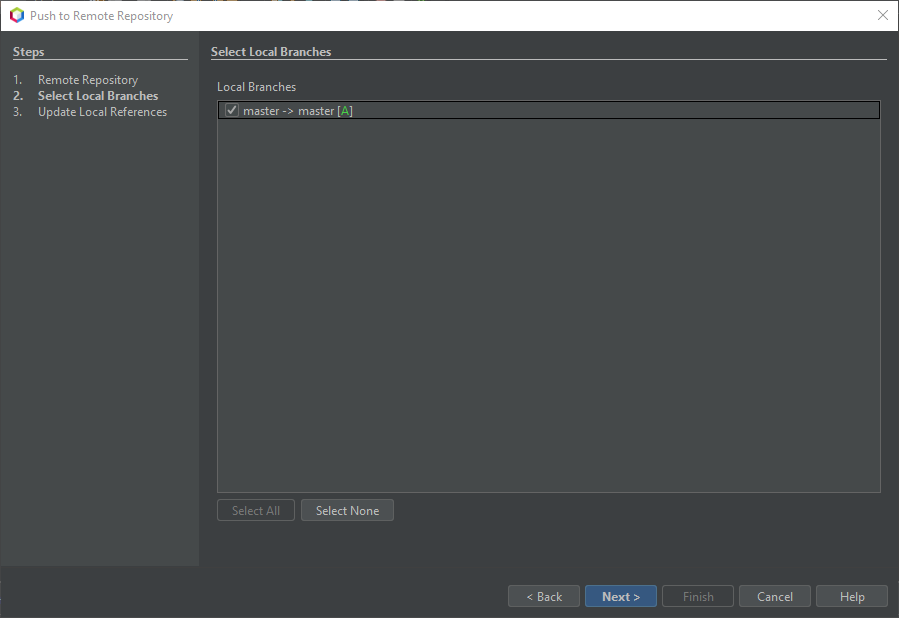 Push to Remote Repository
Steps
1. Remote Repository
2. Select Local Branches
3. Update Local References
Select Local Branches
Local Branches
master -> master [A]
Select All
Select None
< Back
Next >
Finish
Cancel
Help